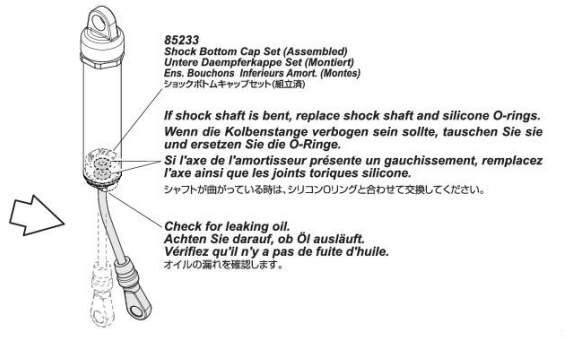 85233
Shock Bottom Cap Set (Assembled)
Untere Daempferkappe Set (Montiert)
Ens. Bouchons Inferieurs Amort. (Montes)
ショックボトムキャップセット(組立済)
If shock shaft is bent, replace shock shaft and silicone O-rings.
Wenn die Kolbenstange verbogen sein sollte, tauschen Sie sie
und ersetzen Sie die O-Ringe.
Si l'axe de l'amortisseur présente un gauchissement, remplacez
l'axe ainsi que les joints toriques silicone.
シャフトが曲がっている時は、シリコンOリングと合わせて交換してください。
Check for leaking oil.
Achten Sie darauf, ob Öl ausläuft.
Vérifiez qu'il n'y a pas de fuite d'huile.
オイルの漏れを確認します。